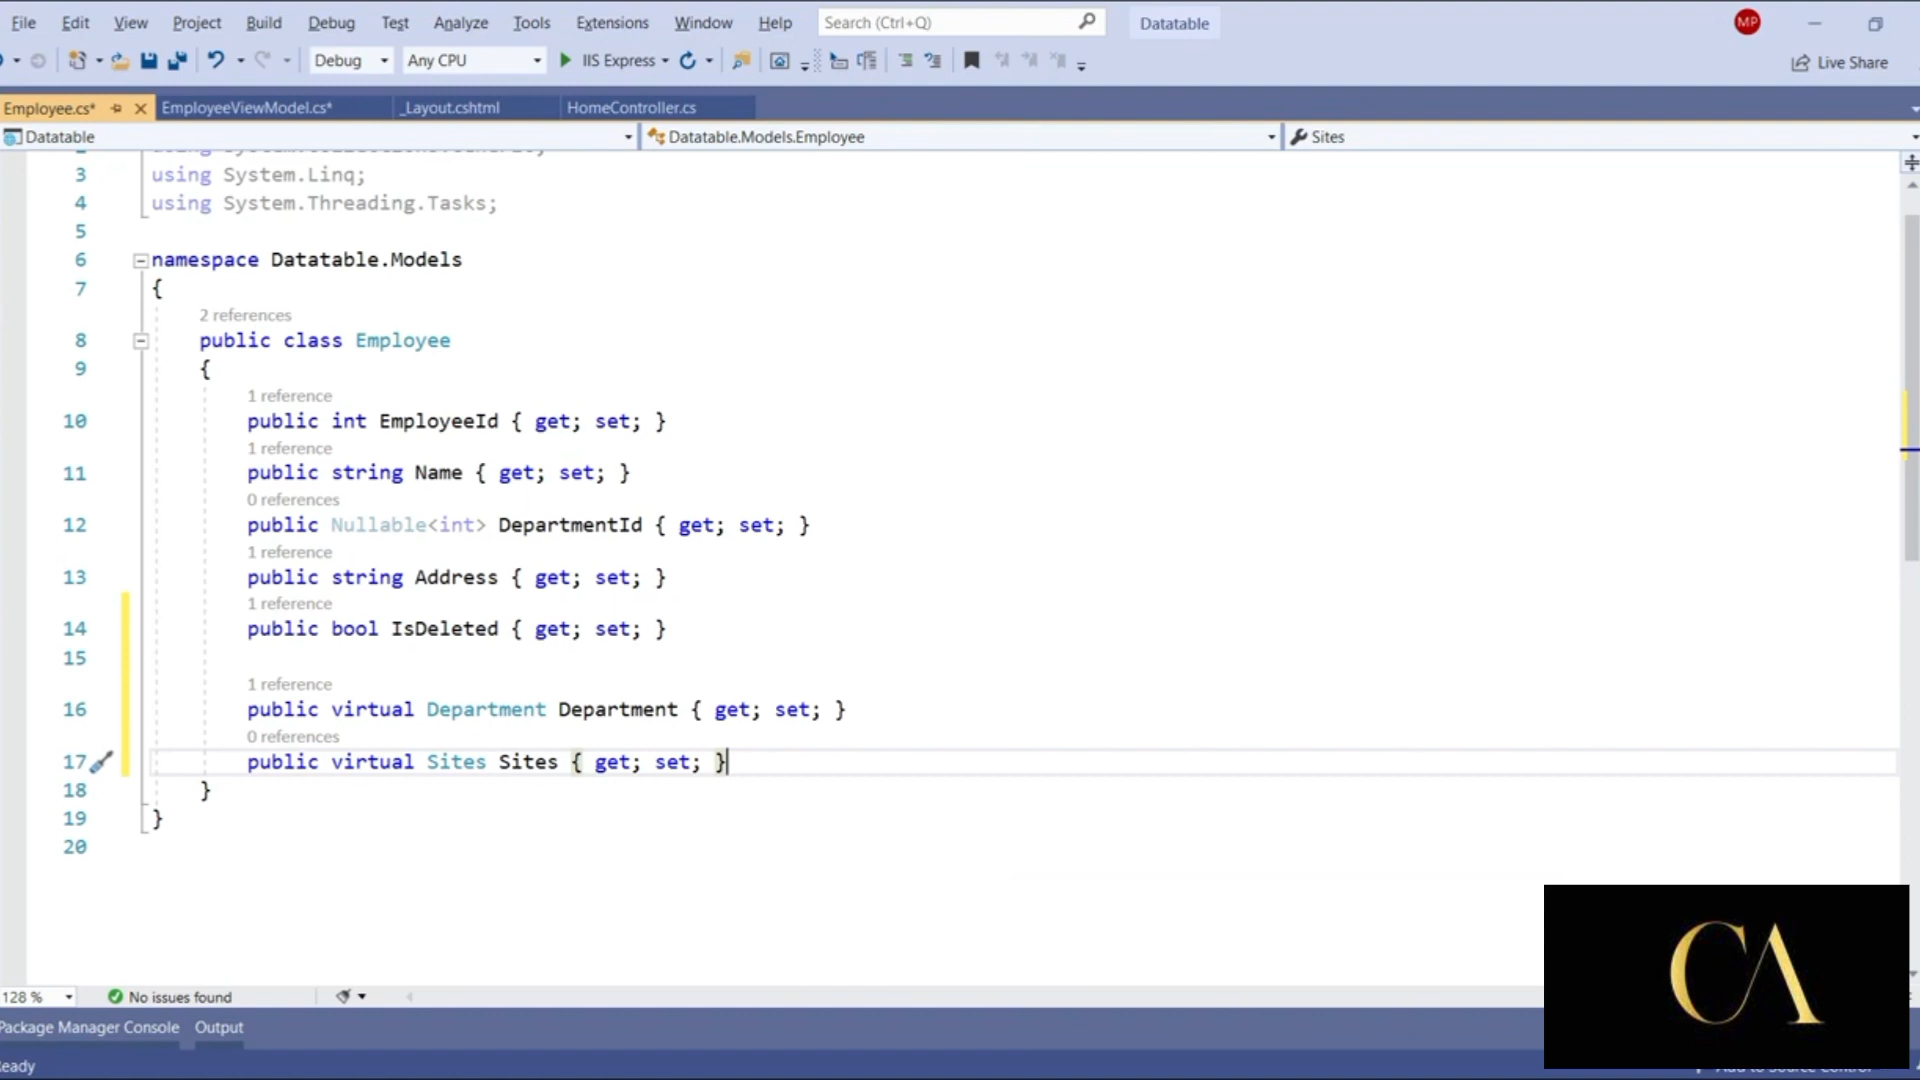 File Edit View Project Build Debug Test Analyze Tools Extensions Window Help Search (Ctrl+Q) Datatable MP
Debug Any CPU IIS Express Live Share
Employee.cs* EmployeeViewModel.cs* _Layout.cshtml HomeController.cs
Datatable Datatable.Models.Employee Sites
3 using System.Linq;
4 using System.Threading.Tasks;
5
6 namespace Datatable.Models
7 {
2 references
8 public class Employee
9 {
1 reference
10 public int EmployeeId { get; set; }
1 reference
11 public string Name { get; set; }
0 references
12 public Nullable<int> DepartmentId { get; set; }
1 reference
13 public string Address { get; set; }
1 reference
14 public bool IsDeleted { get; set; }
15
1 reference
16 public virtual Department Department { get; set; }
0 references
17 public virtual Sites Sites { get; set; }
18 }
19 }
20
CA
128 % No issues found
Package Manager Console Output
eady